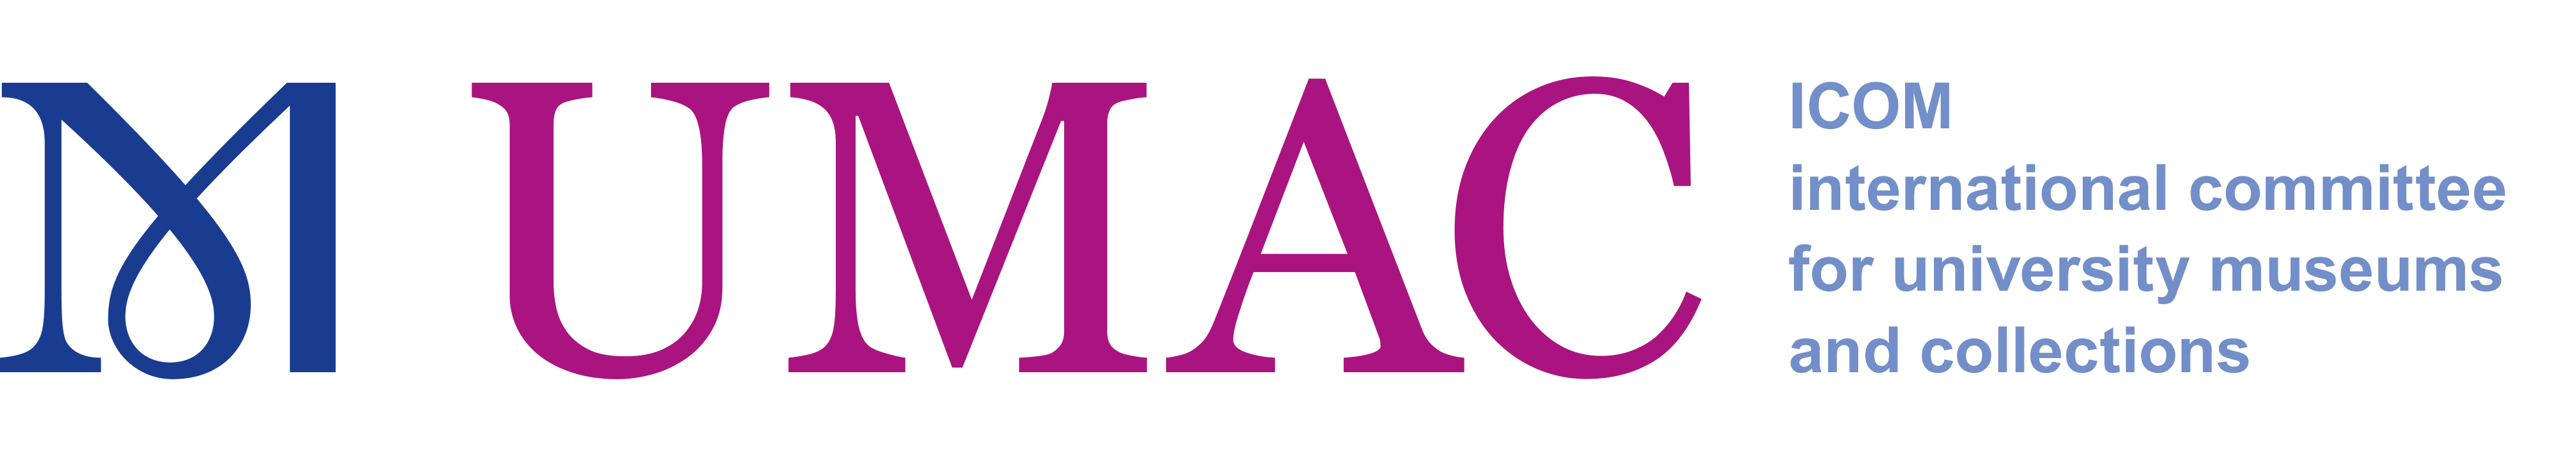 M UMAC
ICOM
international committee
for university museums
and collections